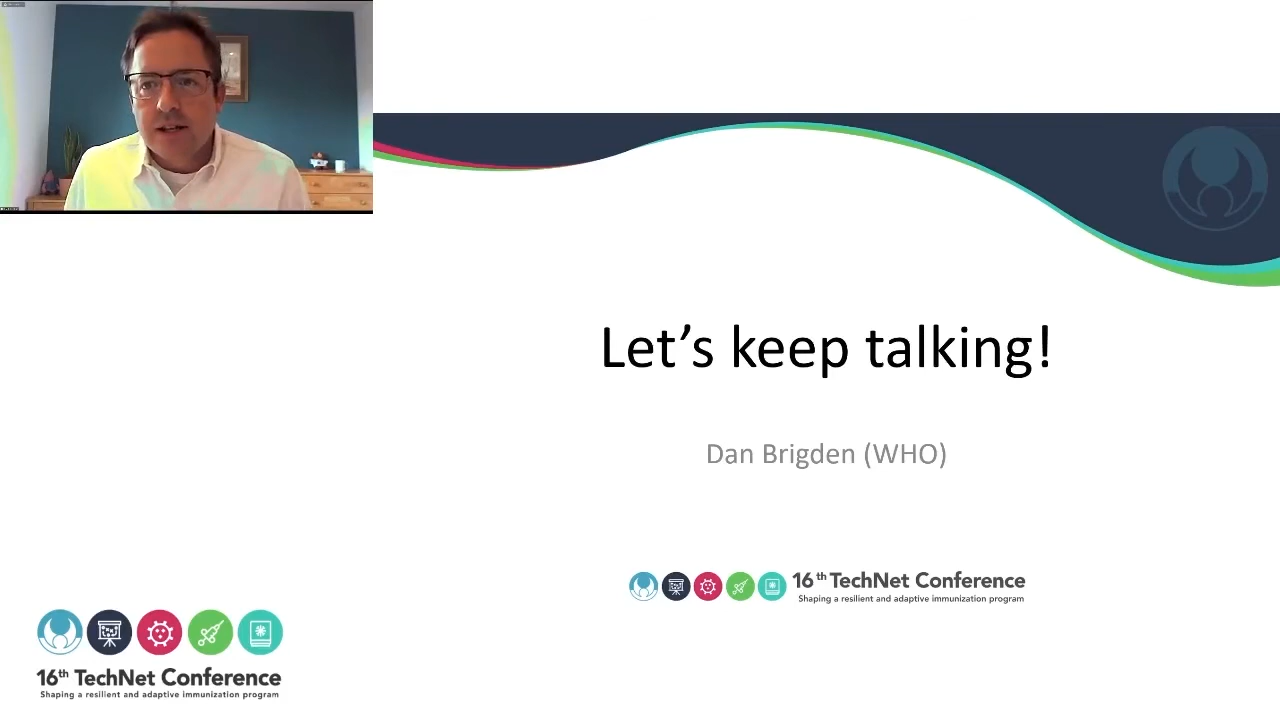 Let's keep talking!
Dan Brigden (WHO)
16th TechNet Conference
Shaping a resilient and adaptive immunization program
16th TechNet Conference
Shaping a resilient and adaptive immunization program